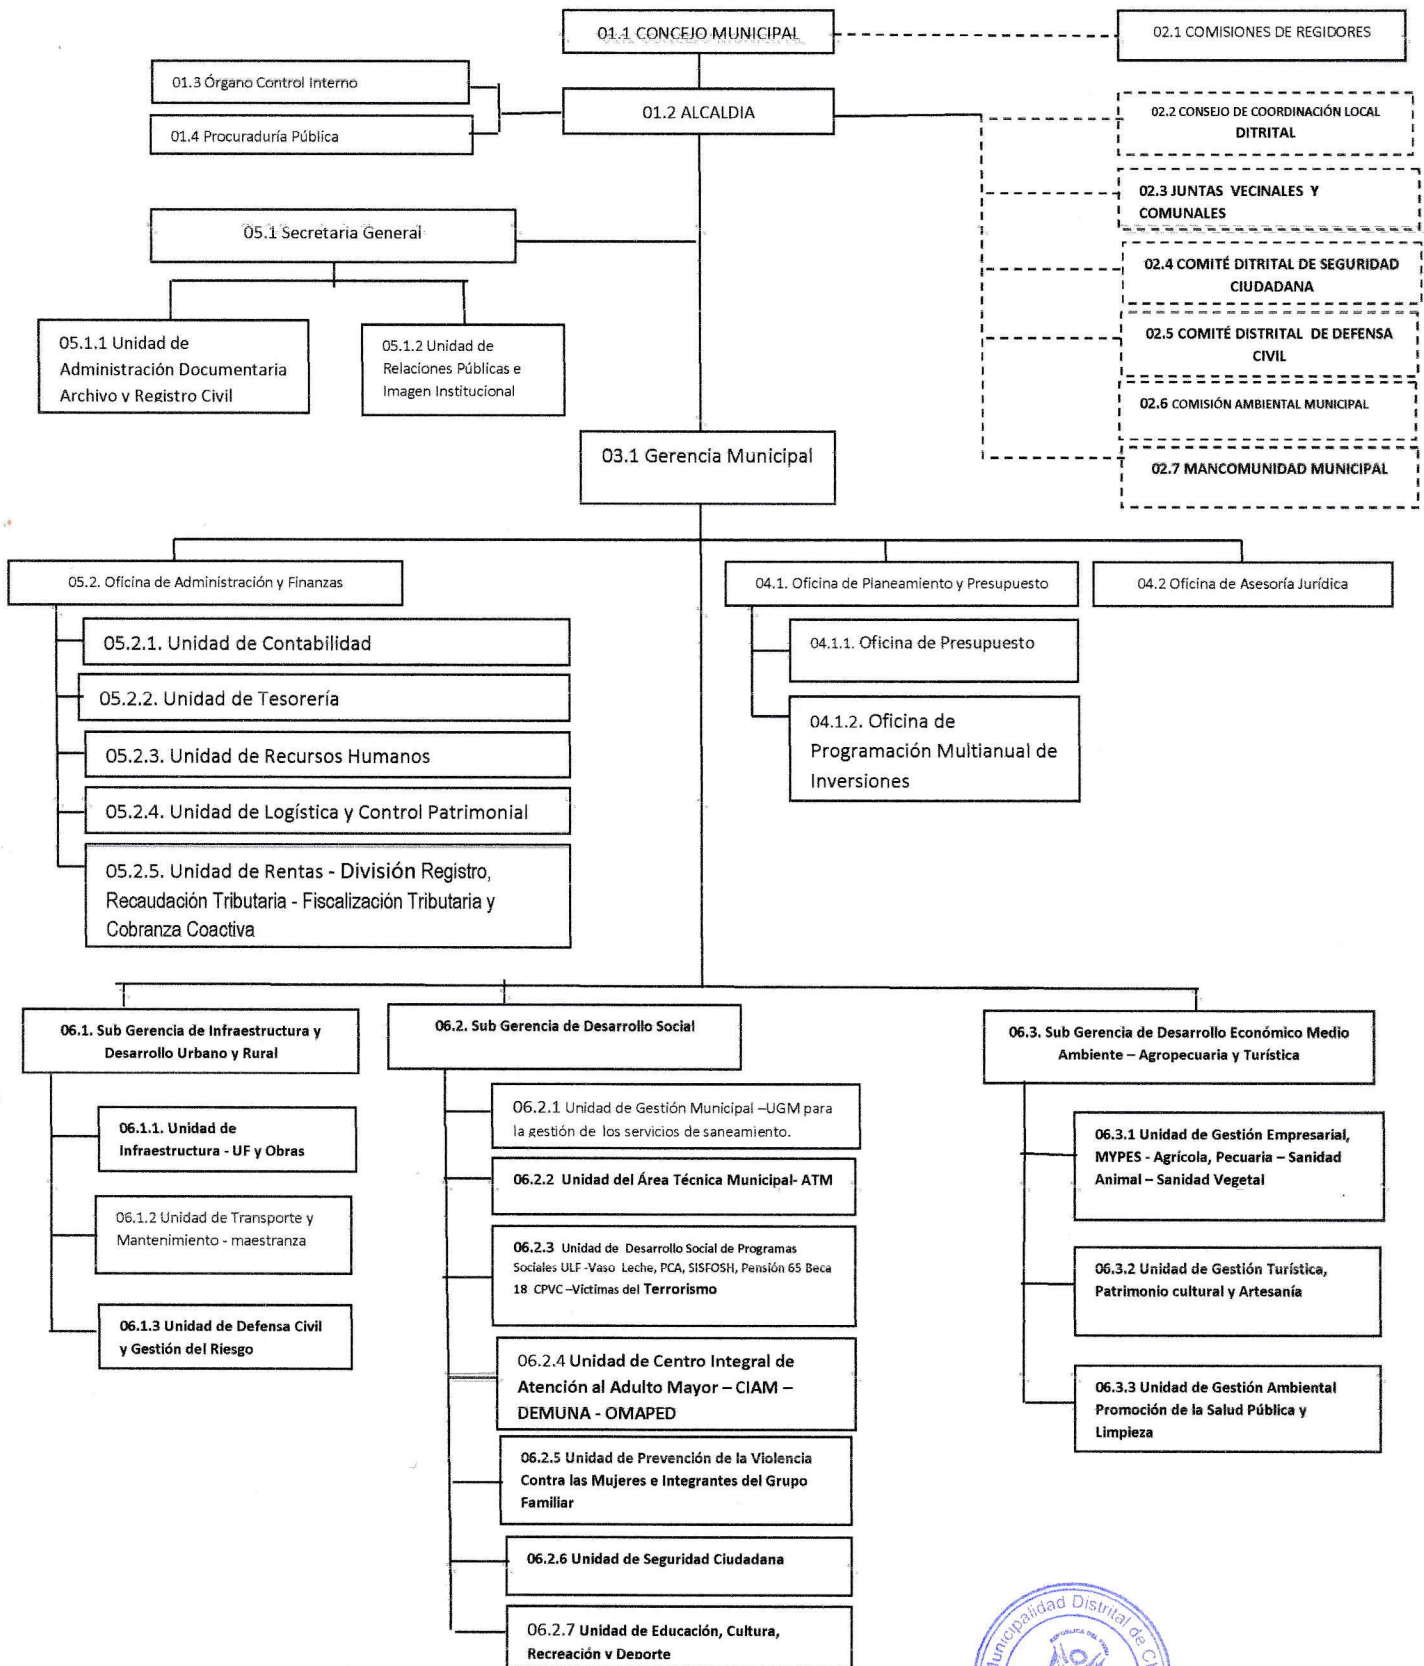 01.1 CONCEJO MUNICIPAL
02.1 COMISIONES DE REGIDORES
01.3 Órgano Control Interno
01.4 Procuraduría Pública
01.2 ALCALDIA
02.2 CONSEJO DE COORDINACIÓN LOCAL
DITRITAL
02.3 JUNTAS VECINALES Y
COMUNALES
02.4 COMITÉ DITRITAL DE SEGURIDAD
CIUDADANA
02.5 COMITÉ DISTRITAL DE DEFENSA
CIVIL
02.6 COMISIÓN AMBIENTAL MUNICIPAL
02.7 MANCOMUNIDAD MUNICIPAL
05.1 Secretaria General
05.1.1 Unidad de
Administración Documentaria
Archivo y Registro Civil
05.1.2 Unidad de
Relaciones Públicas e
Imagen Institucional
03.1 Gerencia Municipal
05.2. Oficina de Administración y Finanzas
04.1. Oficina de Planeamiento y Presupuesto
04.2 Oficina de Asesoría Jurídica
05.2.1. Unidad de Contabilidad
05.2.2. Unidad de Tesorería
05.2.3. Unidad de Recursos Humanos
05.2.4. Unidad de Logística y Control Patrimonial
05.2.5. Unidad de Rentas - División Registro,
Recaudación Tributaria - Fiscalización Tributaria y
Cobranza Coactiva
04.1.1. Oficina de Presupuesto
04.1.2. Oficina de
Programación Multianual de
Inversiones
06.1. Sub Gerencia de Infraestructura y
Desarrollo Urbano y Rural
06.1.1. Unidad de
Infraestructura - UF y Obras
06.1.2 Unidad de Transporte y
Mantenimiento - maestranza
06.1.3 Unidad de Defensa Civil
y Gestión del Riesgo
06.2. Sub Gerencia de Desarrollo Social
06.2.1 Unidad de Gestión Municipal –UGM para
la gestión de los servicios de saneamiento.
06.2.2 Unidad del Área Técnica Municipal- ATM
06.2.3 Unidad de Desarrollo Social de Programas
Sociales ULF -Vaso Leche, PCA, SISFOSH, Pensión 65 Beca
18 CPVC –Víctimas del Terrorismo
06.2.4 Unidad de Centro Integral de
Atención al Adulto Mayor – CIAM –
DEMUNA - OMAPED
06.2.5 Unidad de Prevención de la Violencia
Contra las Mujeres e Integrantes del Grupo
Familiar
06.2.6 Unidad de Seguridad Ciudadana
06.2.7 Unidad de Educación, Cultura,
Recreación y Deporte
06.3. Sub Gerencia de Desarrollo Económico Medio
Ambiente – Agropecuaria y Turística
06.3.1 Unidad de Gestión Empresarial,
MYPES - Agrícola, Pecuaria – Sanidad
Animal – Sanidad Vegetal
06.3.2 Unidad de Gestión Turística,
Patrimonio cultural y Artesanía
06.3.3 Unidad de Gestión Ambiental
Promoción de la Salud Pública y
Limpieza
Municipalidad Distrital de
REPUBLICA DEL PERU